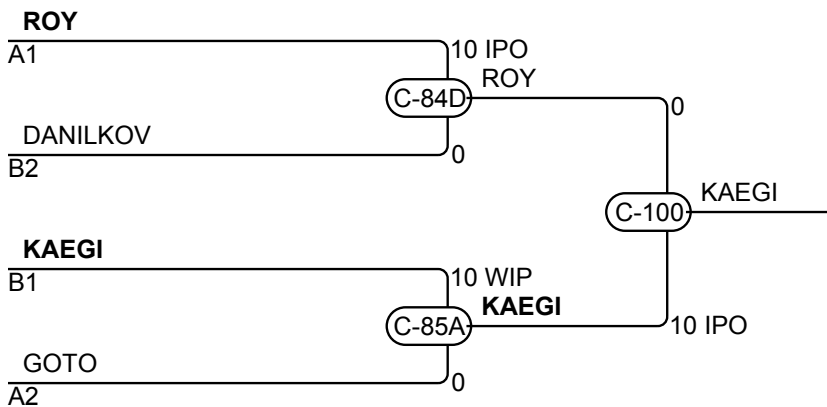 ROY
A1
10 IPO
C-84D
ROY
0
DANILKOV
B2
0
C-100
KAEGI
KAEGI
B1
10 WIP
C-85A
KAEGI
10 IPO
GOTO
A2
0